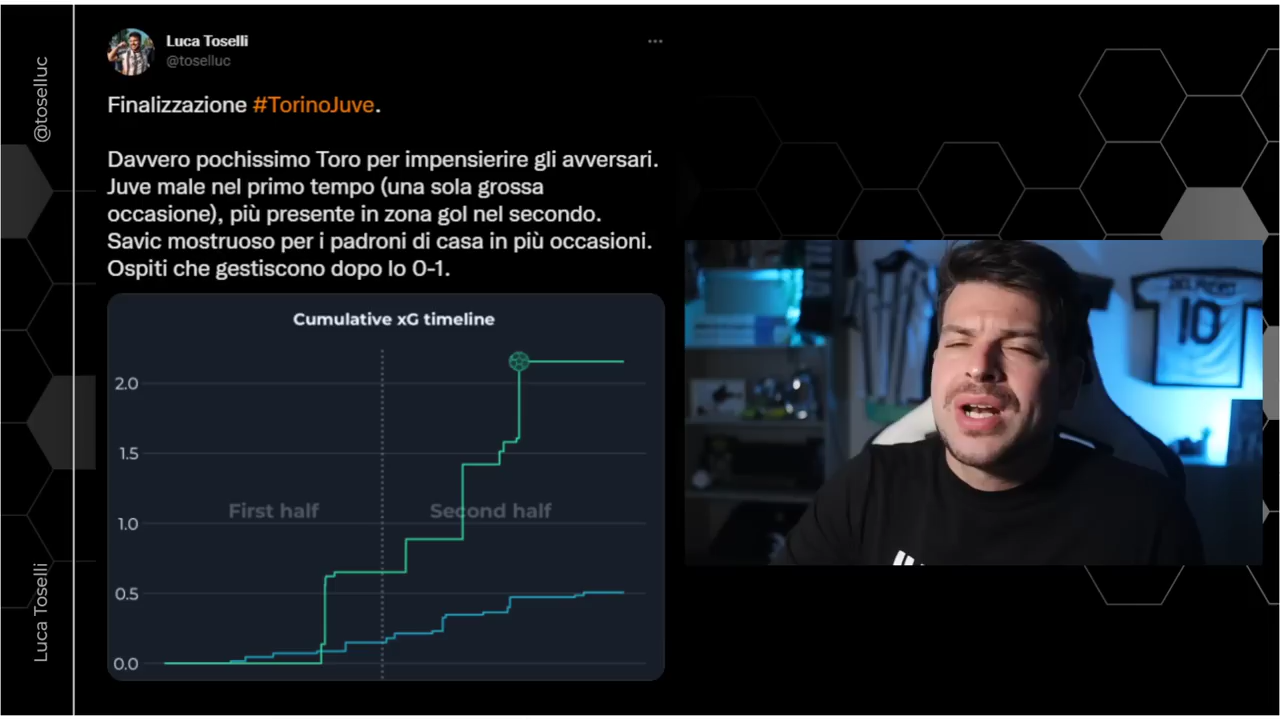 @toselluc
Luca Toselli
Luca Toselli
@toselluc
Finalizzazione #TorinoJuve.
Davvero pochissimo Toro per impensierire gli avversari.
Juve male nel primo tempo (una sola grossa
occasione), più presente in zona gol nel secondo.
Savic mostruoso per i padroni di casa in più occasioni.
Ospiti che gestiscono dopo lo 0-1.
Cumulative xG timeline
2.0
1.5
First half
Second half
1.0
0.5
0.0
10